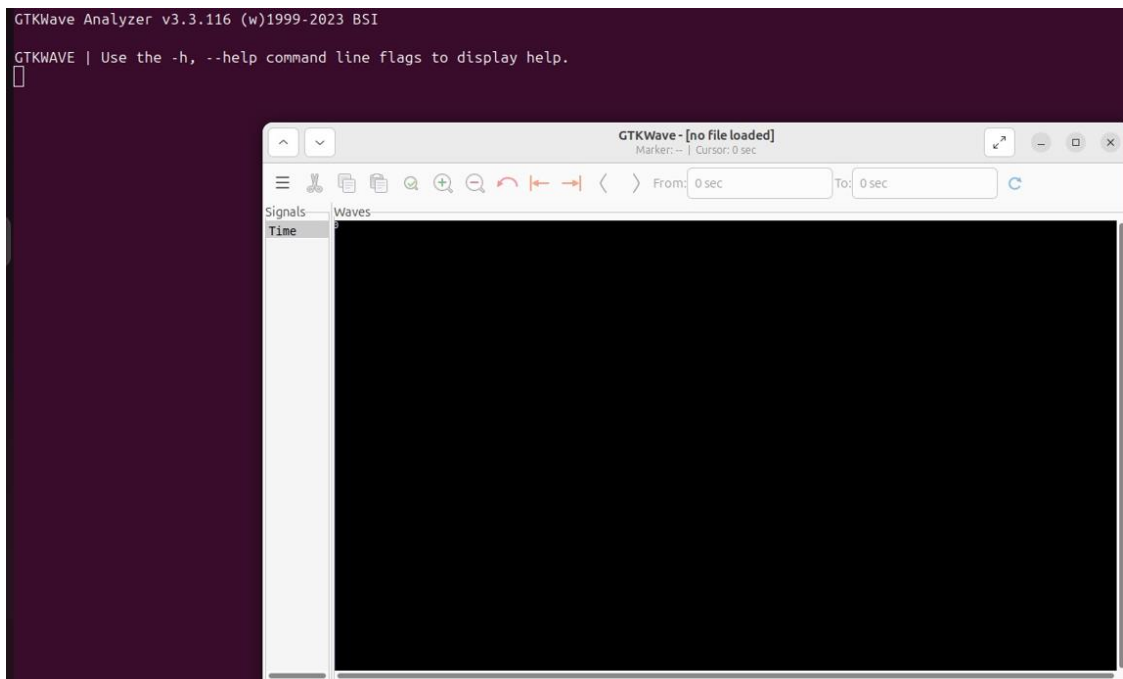 GTKWave Analyzer v3.3.116 (w)1999-2023 BSI
GTKWAVE | Use the -h, --help command line flags to display help.
GTKWave - [no file loaded]
Marker: -- | Cursor: 0 sec
From: 0 sec To: 0 sec
Signals Waves
Time